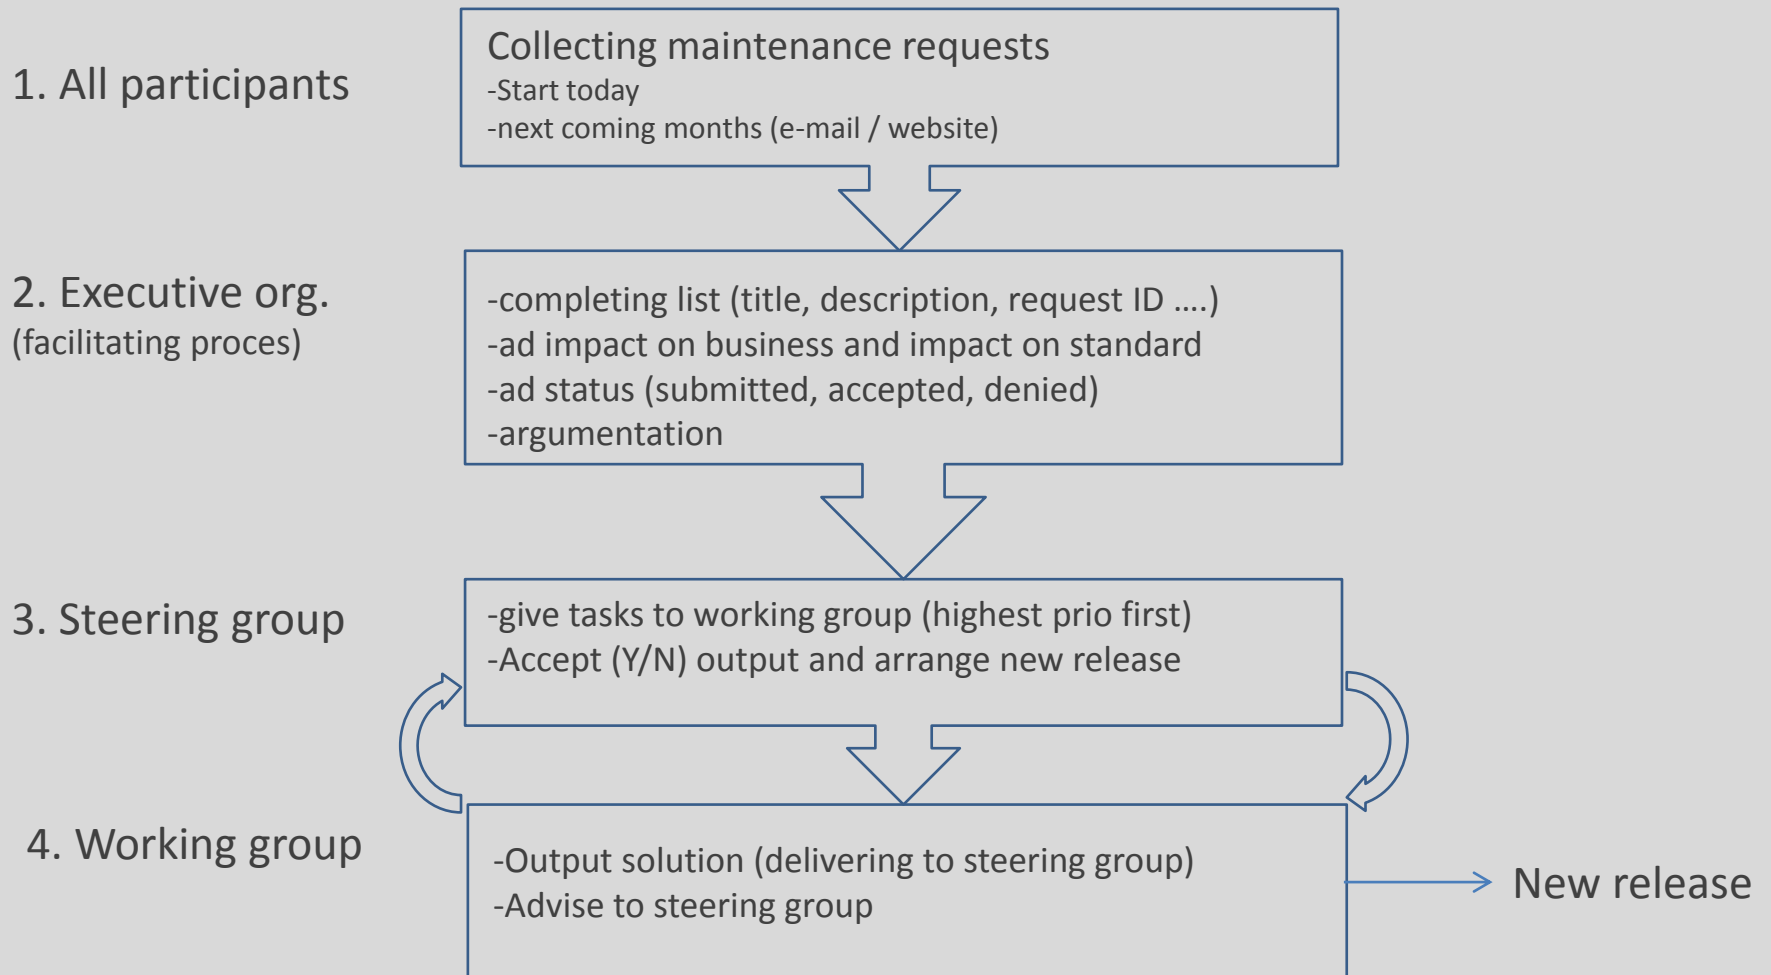 1. All participants
Collecting maintenance requests
-Start today
-next coming months (e-mail / website)
2. Executive org.
(facilitating proces)
-completing list (title, description, request ID ....)
-ad impact on business and impact on standard
-ad status (submitted, accepted, denied)
-argumentation
3. Steering group
-give tasks to working group (highest prio first)
-Accept (Y/N) output and arrange new release
4. Working group
-Output solution (delivering to steering group)
-Advise to steering group
New release